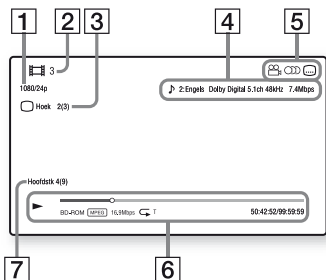 1 2 3 4 5
3
1080/24p
♪ 2:Engels Dolby Digital 5.1ch 48kHz 7.4Mbps
Hoek 2(3)
Hoofdstk 4(9)
BD-ROM MPEG 16.9Mbps T 50:42:52/99:59:59
7 6